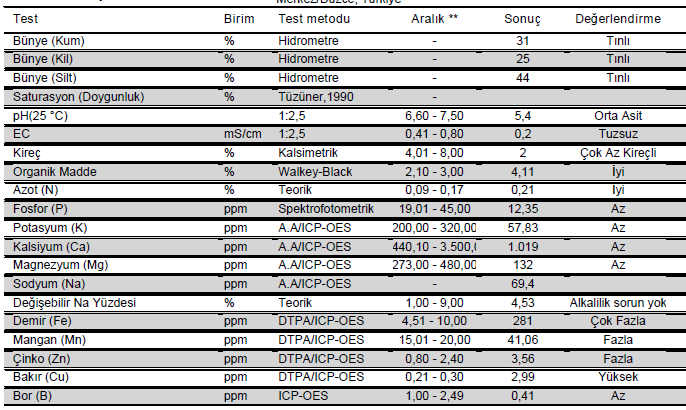 Merkez/Düzce, Türkiye
Test Birim Test metodu Aralık ** Sonuç Değerlendirme
Bünye (Kum) % Hidrometre - 31 Tınlı
Bünye (Kil) % Hidrometre - 25 Tınlı
Bünye (Silt) % Hidrometre - 44 Tınlı
Saturasyon (Doygunluk) % Tüzüner,1990 -
pH(25 °C) 1:2,5 6,60 - 7,50 5,4 Orta Asit
EC mS/cm 1:2,5 0,41 - 0,80 0,2 Tuzsuz
Kireç % Kalsimetrik 4,01 - 8,00 2 Çok Az Kireçli
Organik Madde % Walkey-Black 2,10 - 3,00 4,11 İyi
Azot (N) % Teorik 0,09 - 0,17 0,21 İyi
Fosfor (P) ppm Spektrofotometrik 19,01 - 45,00 12,35 Az
Potasyum (K) ppm A.A/ICP-OES 200,00 - 320,00 57,83 Az
Kalsiyum (Ca) ppm A.A/ICP-OES 440,10 - 3.500,0 1.019 Az
Magnezyum (Mg) ppm A.A/ICP-OES 273,00 - 480,00 132 Az
Sodyum (Na) ppm A.A/ICP-OES - 69,4
Değişebilir Na Yüzdesi % Teorik 1,00 - 9,00 4,53 Alkalilik sorun yok
Demir (Fe) ppm DTPA/ICP-OES 4,51 - 10,00 281 Çok Fazla
Mangan (Mn) ppm DTPA/ICP-OES 15,01 - 20,00 41,06 Fazla
Çinko (Zn) ppm DTPA/ICP-OES 0,80 - 2,40 3,56 Fazla
Bakır (Cu) ppm DTPA/ICP-OES 0,21 - 0,30 2,99 Yüksek
Bor (B) ppm ICP-OES 1,00 - 2,49 0,41 Az